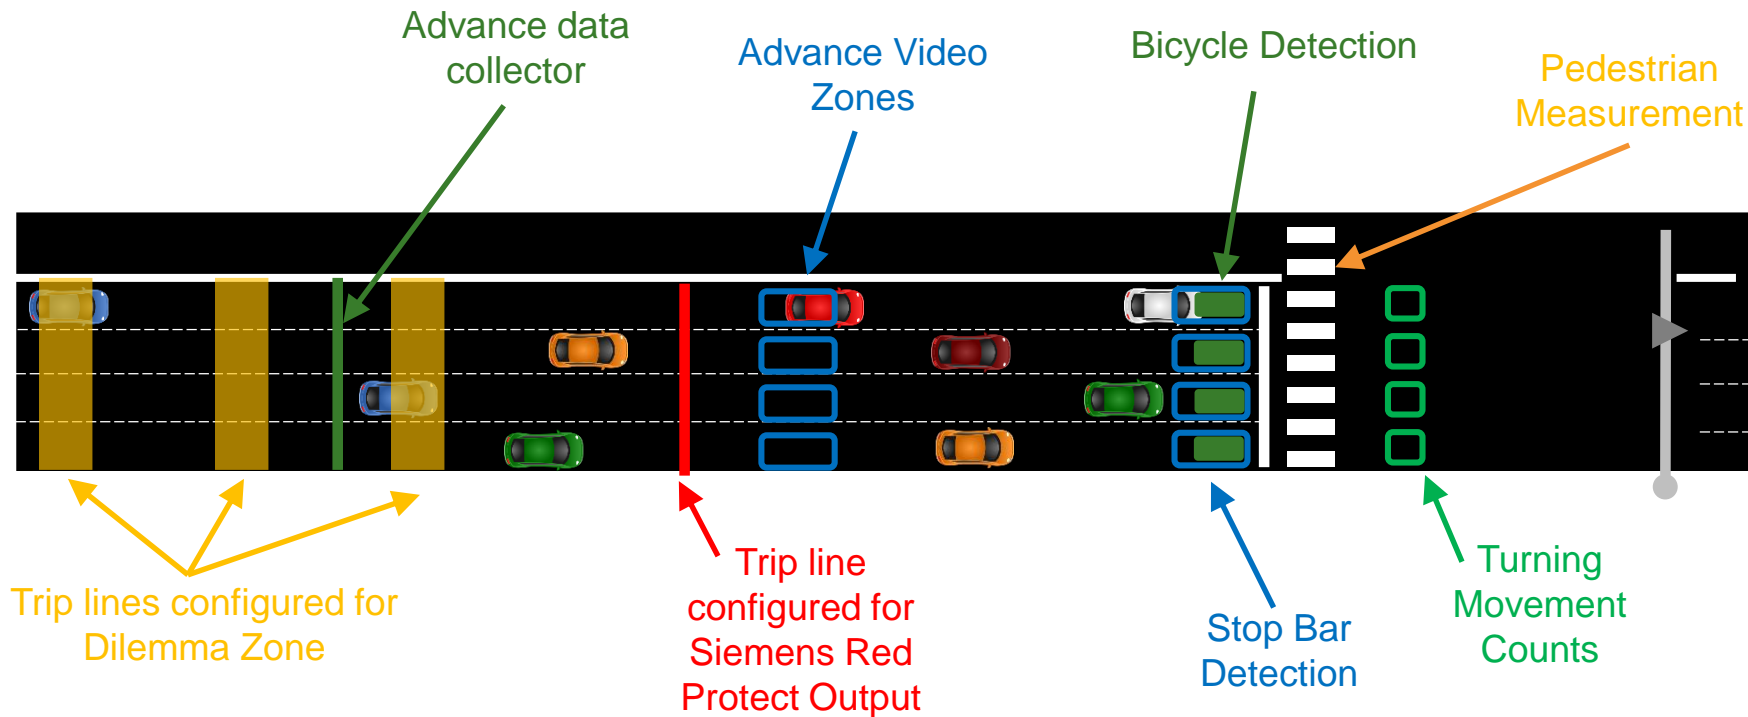 Advance data
collector
Advance Video
Zones
Bicycle Detection
Pedestrian
Measurement
Trip lines configured for
Dilemma Zone
Trip line
configured for
Siemens Red
Protect Output
Stop Bar
Detection
Turning
Movement
Counts